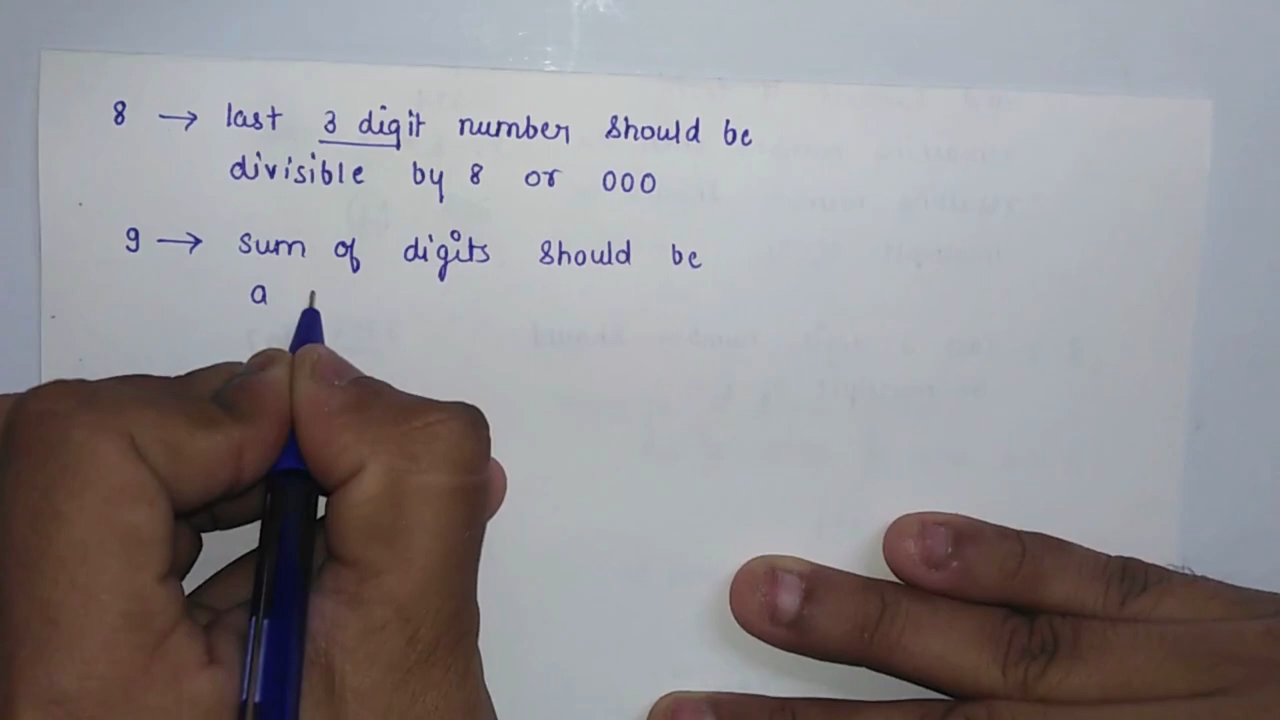 8 → last 3 digit number should be
divisible by 8 or 000
9 → sum of digits should be
a